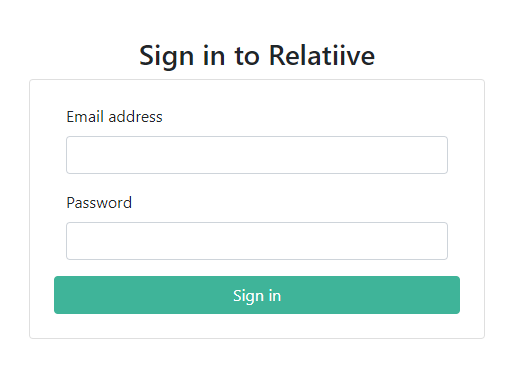 Sign in to Relatiive
Email address
Password
Sign in